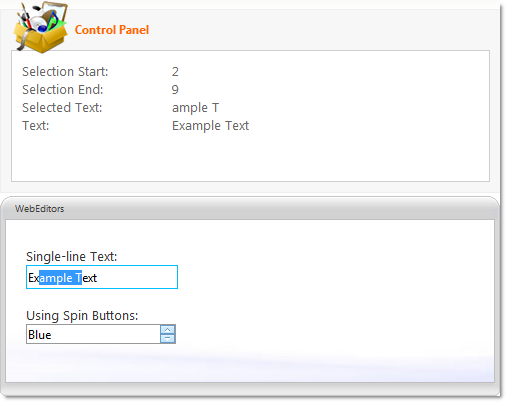 Control Panel
Selection Start: 2
Selection End: 9
Selected Text: ample T
Text: Example Text
WebEditors
Single-line Text:
Example Text
Using Spin Buttons:
Blue